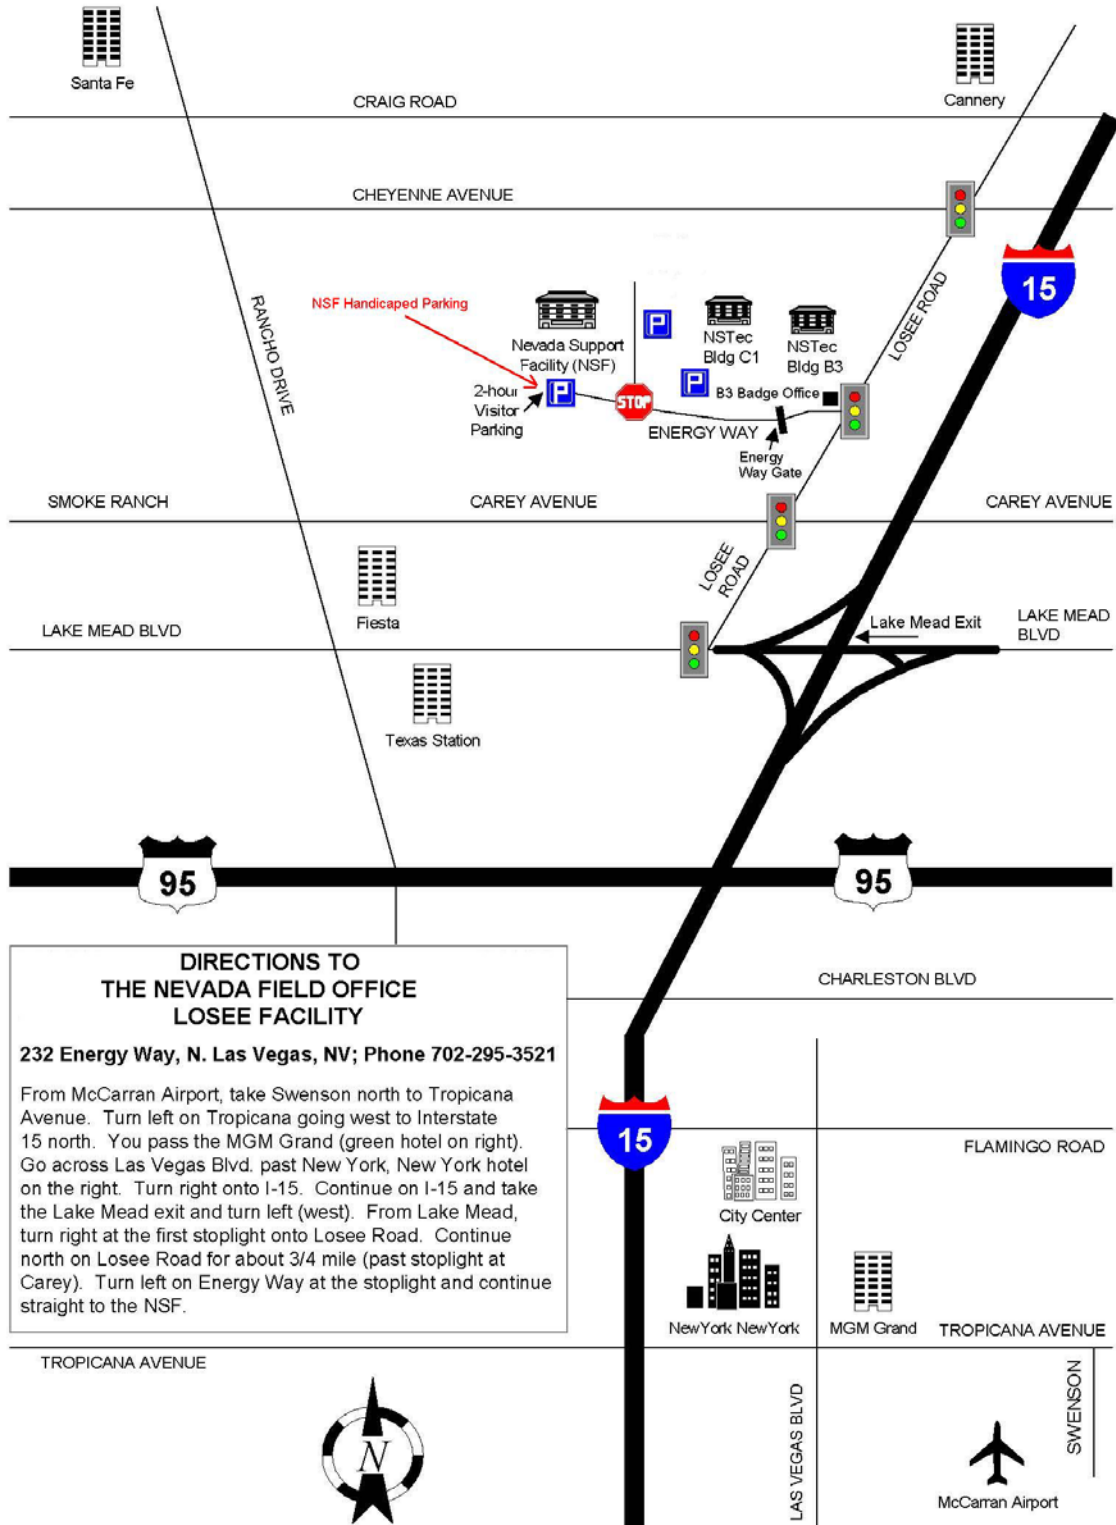 Santa Fe
Cannery
CRAIG ROAD
CHEYENNE AVENUE
15
RANCHO DRIVE
LOSEE ROAD
NSF Handicaped Parking
P
Nevada Support
Facility (NSF)
NSTec
Bldg C1
NSTec
Bldg B3
P
P
2-hour
Visitor
Parking
STOP
B3 Badge Office
ENERGY WAY
Energy
Way Gate
SMOKE RANCH
CAREY AVENUE
CAREY AVENUE
LOSEE
ROAD
Fiesta
LAKE MEAD BLVD
Lake Mead Exit
LAKE MEAD
BLVD
Texas Station
95
95
DIRECTIONS TO
THE NEVADA FIELD OFFICE
LOSEE FACILITY
232 Energy Way, N. Las Vegas, NV; Phone 702-295-3521
From McCarran Airport, take Swenson north to Tropicana
Avenue. Turn left on Tropicana going west to Interstate
15 north. You pass the MGM Grand (green hotel on right).
Go across Las Vegas Blvd. past New York, New York hotel
on the right. Turn right onto I-15. Continue on I-15 and take
the Lake Mead exit and turn left (west). From Lake Mead,
turn right at the first stoplight onto Losee Road. Continue
north on Losee Road for about 3/4 mile (past stoplight at
Carey). Turn left on Energy Way at the stoplight and continue
straight to the NSF.
CHARLESTON BLVD
15
FLAMINGO ROAD
City Center
NewYork NewYork
MGM Grand
TROPICANA AVENUE
TROPICANA AVENUE
N
LAS VEGAS BLVD
SWENSON
McCarran Airport